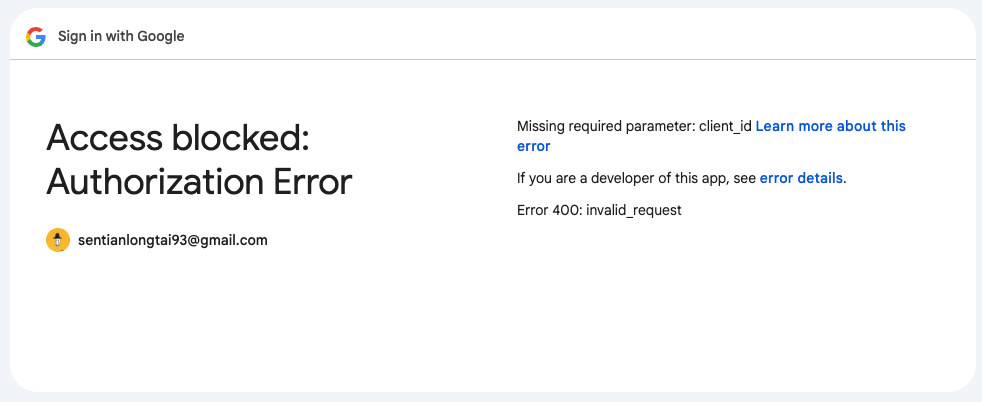 Sign in with Google
Access blocked:
Authorization Error
sentianlongtai93@gmail.com
Missing required parameter: client_id Learn more about this
error
If you are a developer of this app, see error details.
Error 400: invalid_request